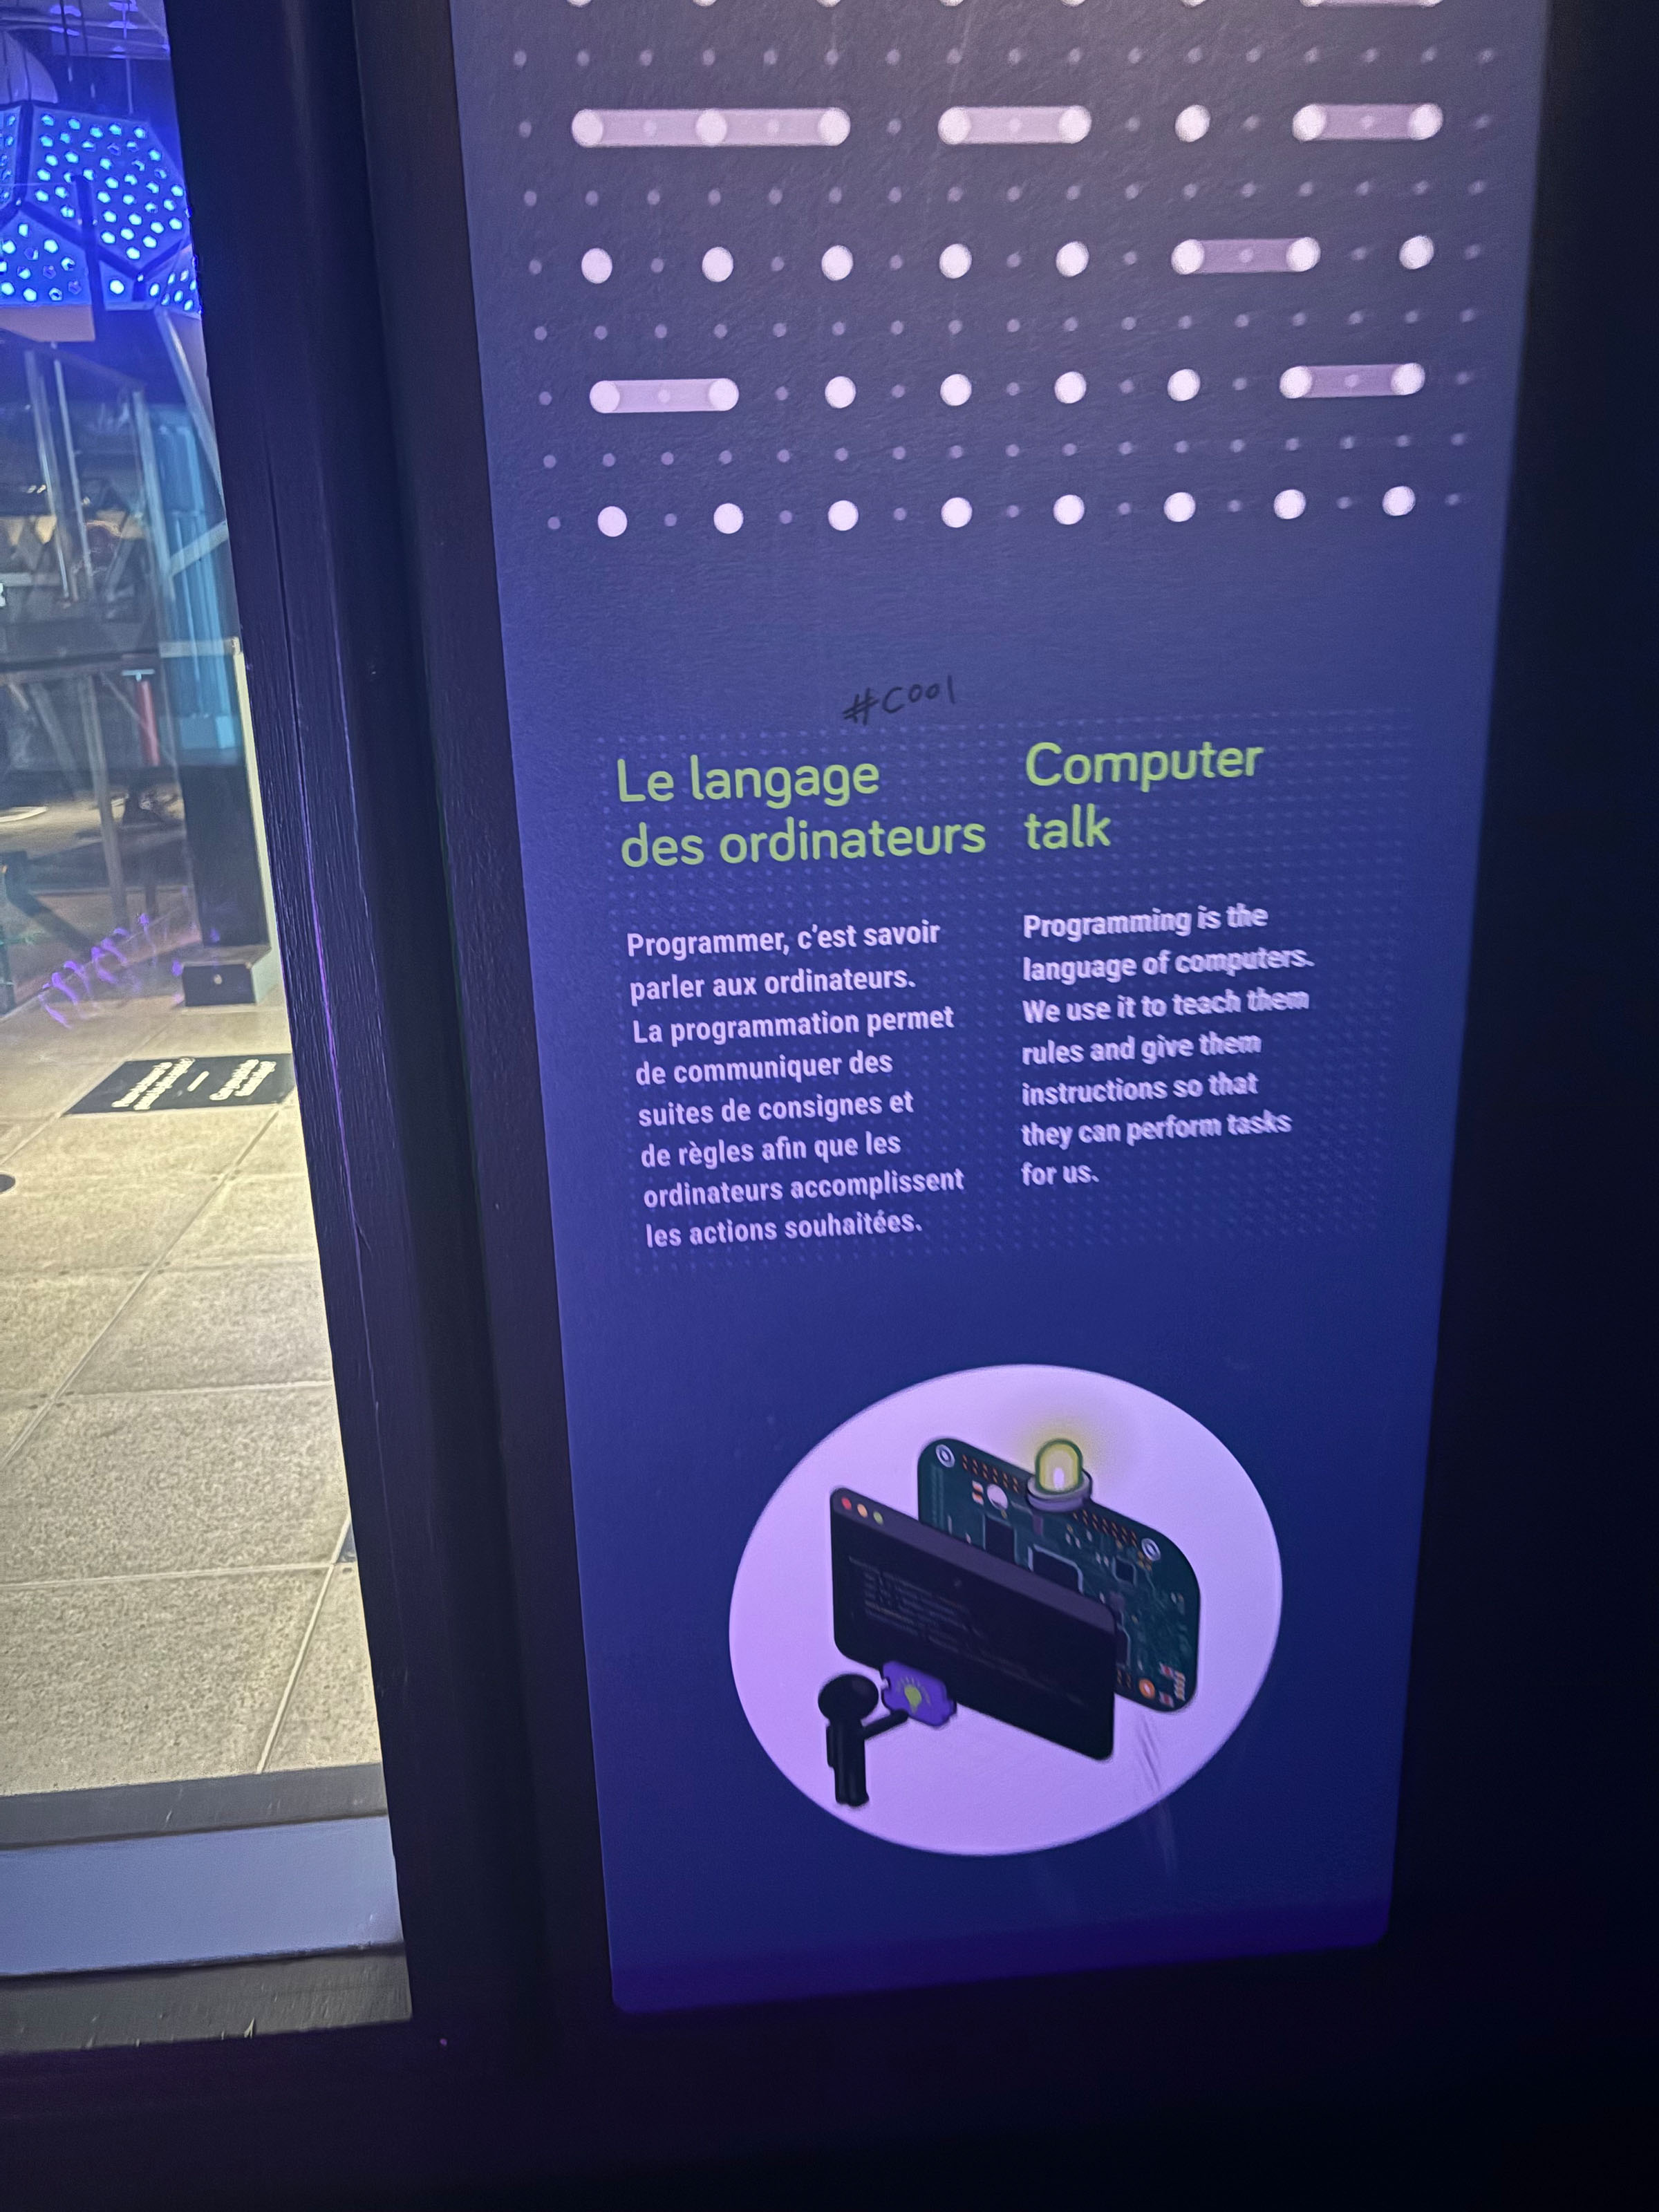 #cool
Le langage
des ordinateurs
Programmer, c'est savoir
parler aux ordinateurs.
La programmation permet
de communiquer des
suites de consignes et
de règles afin que les
ordinateurs accomplissent
les actions souhaitées.
Computer
talk
Programming is the
language of computers.
We use it to teach them
rules and give them
instructions so that
they can perform tasks
for us.